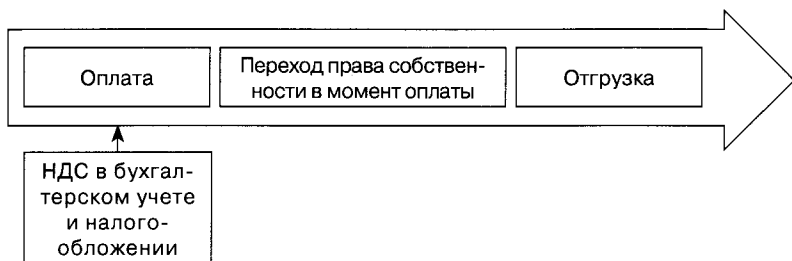 Оплата
Переход права собствен-
ности в момент оплаты
Отгрузка
НДС в бухгал-
терском учете
и налого-
обложении